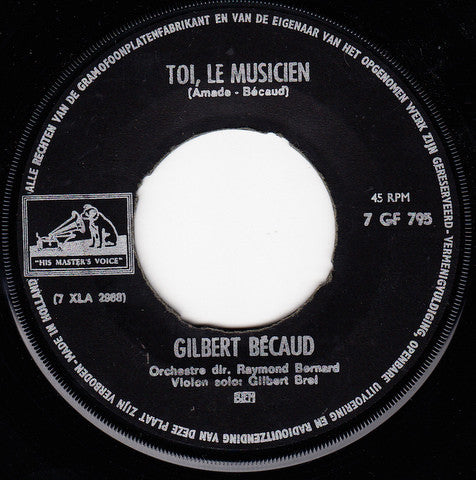 ALLE RECHTEN VAN DE GRAMOFOONPLATENFABRIKANT EN VAN DE EIGENAAR VAN HET OPGENOMEN WERK ZIJN GERESERVEERD - VERMENIGVULDIGING, OPENBARE UITVOERING EN RADIOUITZENDING VAN DEZE PLAAT ZIJN VERBODEN - MADE IN HOLLAND
TOI, LE MUSICIEN
(Amade - Bécaud)
45 RPM
7 GF 795
"HIS MASTER'S VOICE"
(7 XLA 2988)
GILBERT BÉCAUD
Orchestre dir. Raymond Bernard
Violon solo: Gilbert Brel